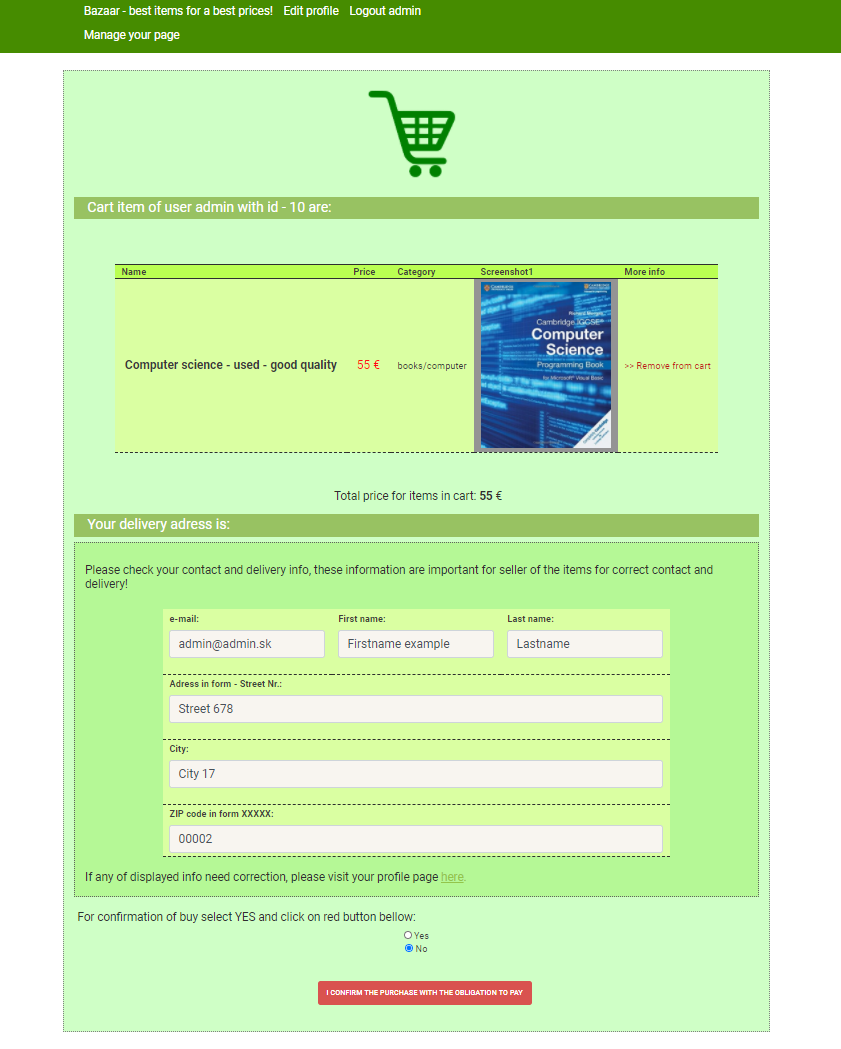 Bazaar - best items for a best prices! Edit profile Logout admin
Manage your page
Cart item of user admin with id - 10 are:
Name Price Category Screenshot1 More info
Computer science - used - good quality 55 € books/computer >> Remove from cart
Cambridge IGCSE®
Computer
Science
Programming Book
for Microsoft® Visual Basic
Total price for items in cart: 55 €
Your delivery adress is:
Please check your contact and delivery info, these information are important for seller of the items for correct contact and
delivery!
e-mail: First name: Last name:
admin@admin.sk Firstname example Lastname
Adress in form - Street Nr.:
Street 678
City:
City 17
ZIP code in form XXXXX:
00002
If any of displayed info need correction, please visit your profile page here.
For confirmation of buy select YES and click on red button bellow:
Yes
No
I CONFIRM THE PURCHASE WITH THE OBLIGATION TO PAY